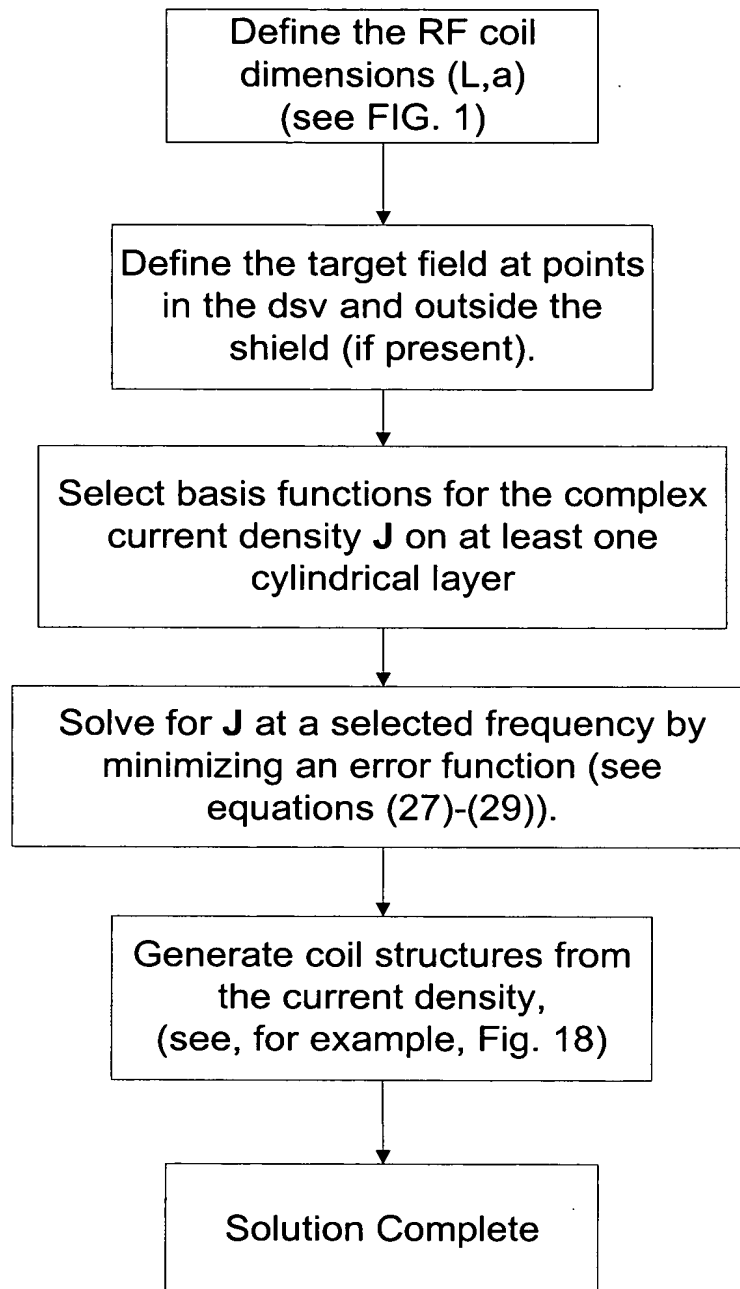 Define the RF coil
dimensions (L,a)
(see FIG. 1)
Define the target field at points
in the dsv and outside the
shield (if present).
Select basis functions for the complex
current density J on at least one
cylindrical layer
Solve for J at a selected frequency by
minimizing an error function (see
equations (27)-(29)).
Generate coil structures from
the current density,
(see, for example, Fig. 18)
Solution Complete